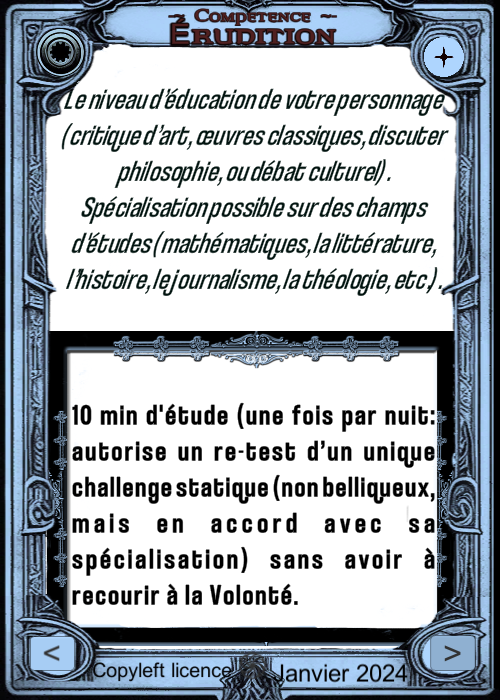 ~ Compétence ~
Érudition
Le niveau d'éducation de votre personnage
(critique d'art, œuvres classiques, discuter
philosophie, ou débat culturel).
Spécialisation possible sur des champs
d'études (mathématiques, la littérature,
l'histoire, le journalisme, la théologie, etc.).
10 min d'étude (une fois par nuit:
autorise un re-test d'un unique
challenge statique (non belliqueux,
mais en accord avec sa
spécialisation) sans avoir à
recourir à la Volonté.
< >
Copyleft licence Janvier 2024